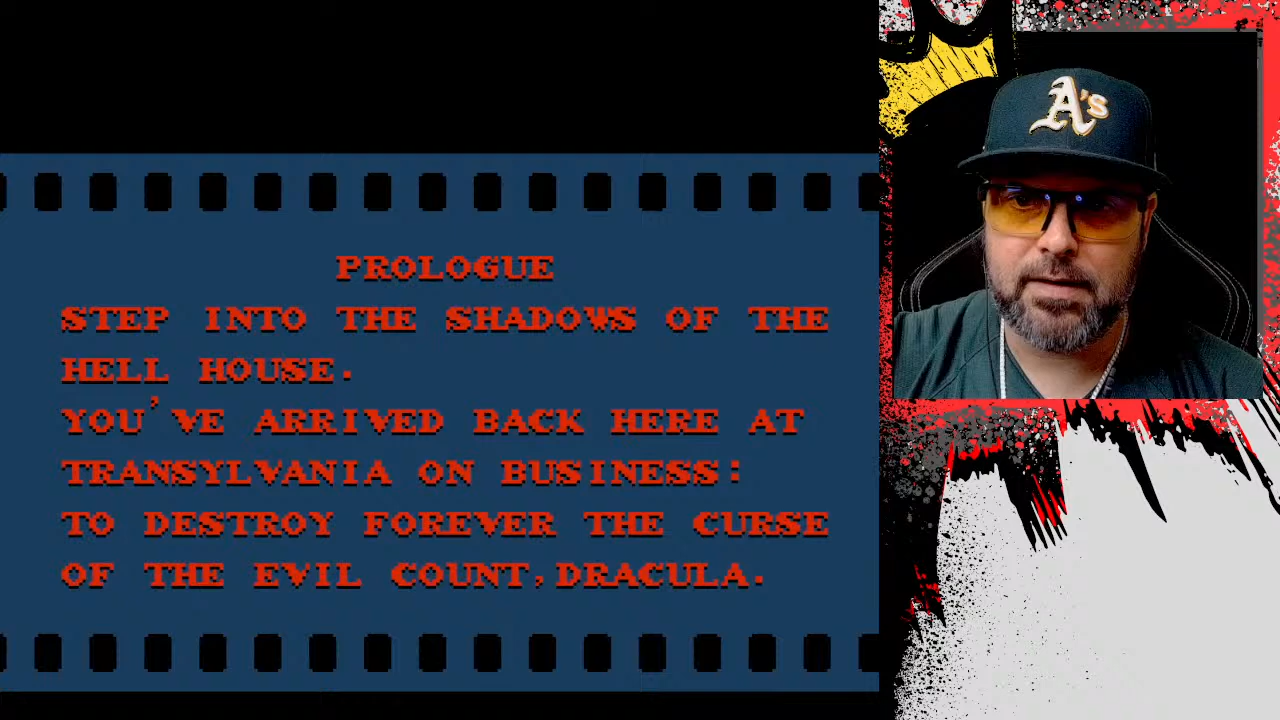 PROLOGUE
STEP INTO THE SHADOWS OF THE
HELL HOUSE.
YOU'VE ARRIVED BACK HERE AT
TRANSYLVANIA ON BUSINESS:
TO DESTROY FOREVER THE CURSE
OF THE EVIL COUNT,DRACULA.
A's